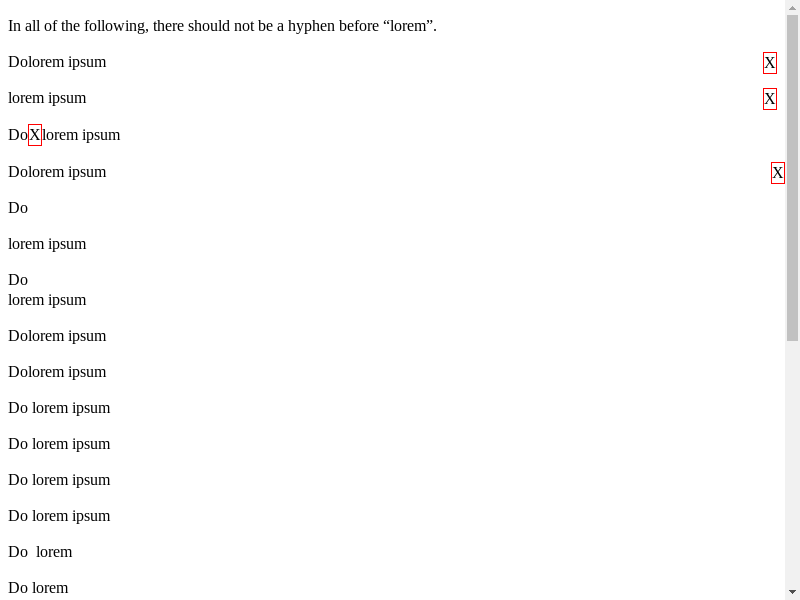 In all of the following, there should not be a hyphen before “lorem”.
Dolorem ipsum X
lorem ipsum X
DoXlorem ipsum
Dolorem ipsum X
Do
lorem ipsum
Do
lorem ipsum
Dolorem ipsum
Dolorem ipsum
Do lorem ipsum
Do lorem ipsum
Do lorem ipsum
Do lorem ipsum
Do  lorem
Do lorem